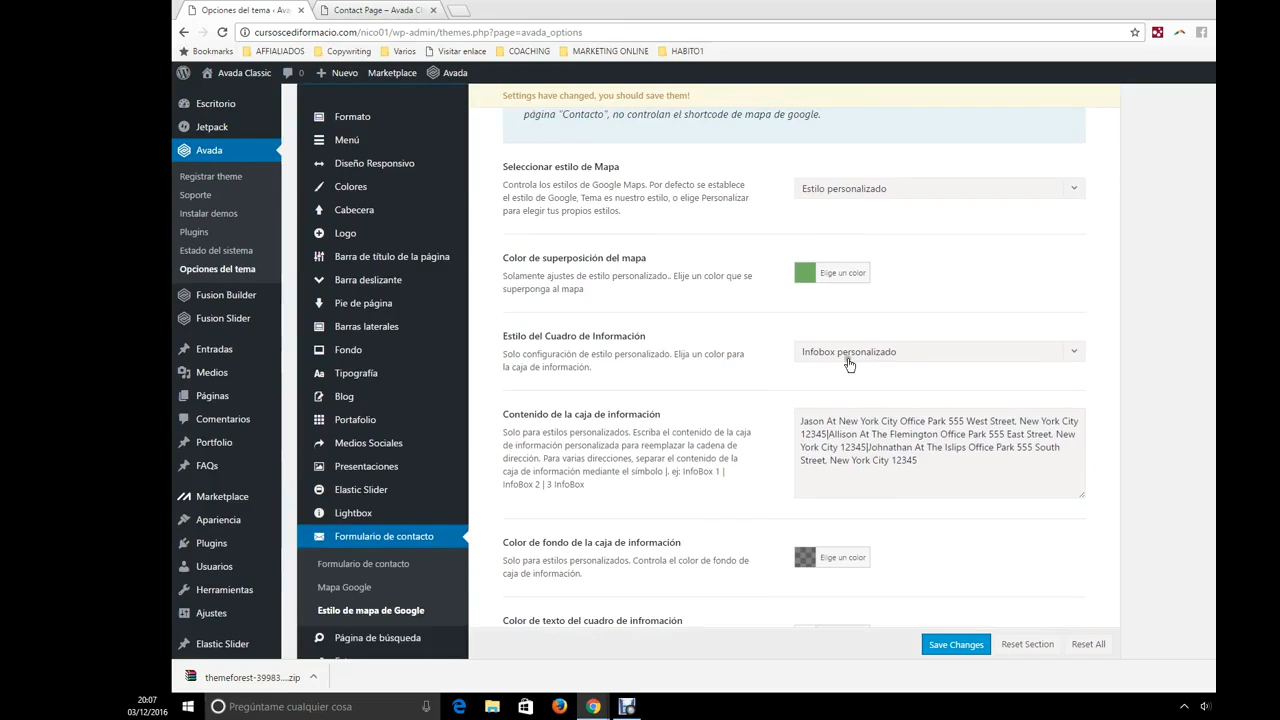 Opciones del tema ‹ Ava
Contact Page – Avada Cl
cursoscediformacio.com/nico01/wp-admin/themes.php?page=avada_options
Bookmarks
AFFIALIADOS
Copywriting
Varios
Visitar enlace
COACHING
MARKETING ONLINE
HABITO1
Avada Classic
0
Nuevo
Marketplace
Avada
Escritorio
Jetpack
Avada
Registrar theme
Soporte
Instalar demos
Plugins
Estado del sistema
Opciones del tema
Fusion Builder
Fusion Slider
Entradas
Medios
Páginas
Comentarios
Portfolio
FAQs
Marketplace
Apariencia
Plugins
Usuarios
Herramientas
Ajustes
Elastic Slider
Formato
Menú
Diseño Responsivo
Colores
Cabecera
Logo
Barra de título de la página
Barra deslizante
Pie de página
Barras laterales
Fondo
Aa Tipografía
Blog
Portafolio
Medios Sociales
Presentaciones
Elastic Slider
Lightbox
Formulario de contacto
Formulario de contacto
Mapa Google
Estilo de mapa de Google
Página de búsqueda
Settings have changed, you should save them!
página "Contacto", no controlan el shortcode de mapa de google.
Seleccionar estilo de Mapa
Controla los estilos de Google Maps. Por defecto se establece
el estilo de Google, Tema es nuestro estilo, o elige Personalizar
para elegir tus propios estilos.
Estilo personalizado
Color de superposición del mapa
Solamente ajustes de estilo personalizado.. Elije un color que se
superponga al mapa
Elige un color
Estilo del Cuadro de Información
Solo configuración de estilo personalizado. Elija un color para
la caja de información.
Infobox personalizado
Contenido de la caja de información
Solo para estilos personalizados. Escriba el contenido de la caja
de información personalizada para reemplazar la cadena de
dirección. Para varias direcciones, separar el contenido de la
caja de información mediante el símbolo |. ej: InfoBox 1 |
InfoBox 2 | 3 InfoBox
Jason At New York City Office Park 555 West Street, New York City
12345|Allison At The Flemington Office Park 555 East Street, New
York City 12345|Johnathan At The Islips Office Park 555 South
Street, New York City 12345
Color de fondo de la caja de información
Solo para estilos personalizados. Controla el color de fondo de
caja de información.
Elige un color
Color de texto del cuadro de infromación
Save Changes
Reset Section
Reset All
themeforest-39983....zip
20:07
03/12/2016
Pregúntame cualquier cosa